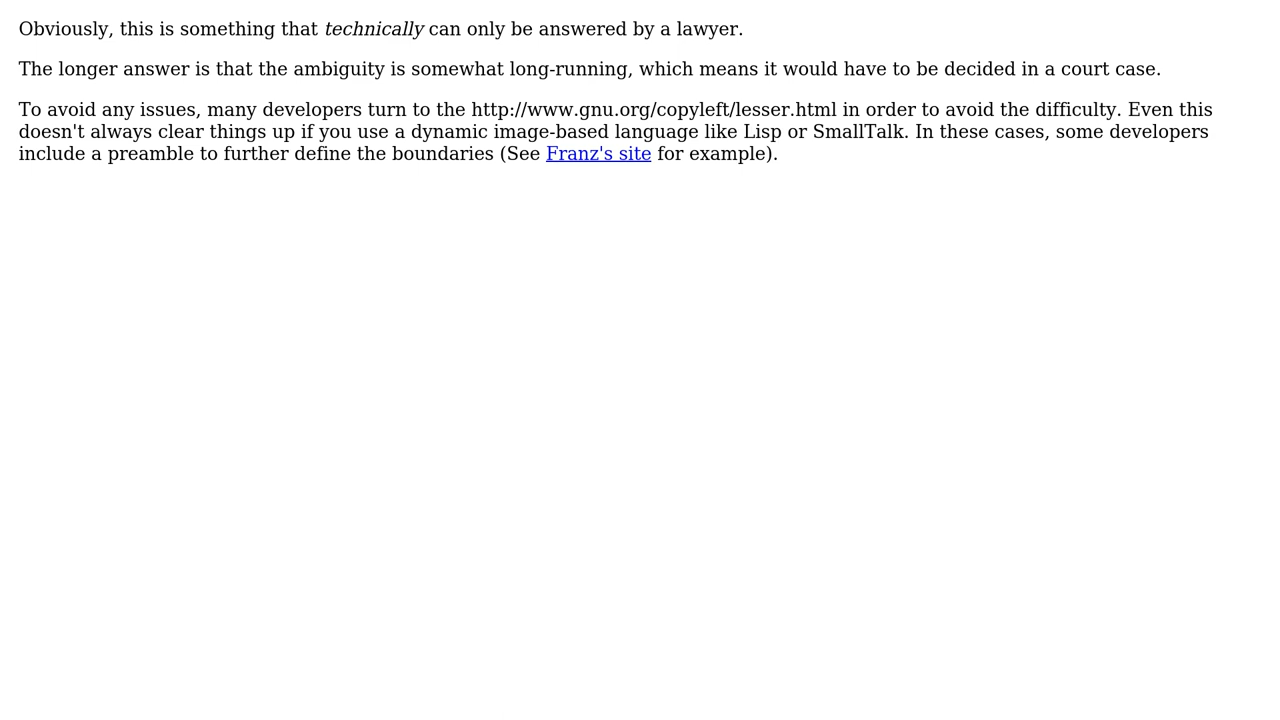 Obviously, this is something that technically can only be answered by a lawyer.
The longer answer is that the ambiguity is somewhat long-running, which means it would have to be decided in a court case.
To avoid any issues, many developers turn to the http://www.gnu.org/copyleft/lesser.html in order to avoid the difficulty. Even this
doesn't always clear things up if you use a dynamic image-based language like Lisp or SmallTalk. In these cases, some developers
include a preamble to further define the boundaries (See Franz's site for example).